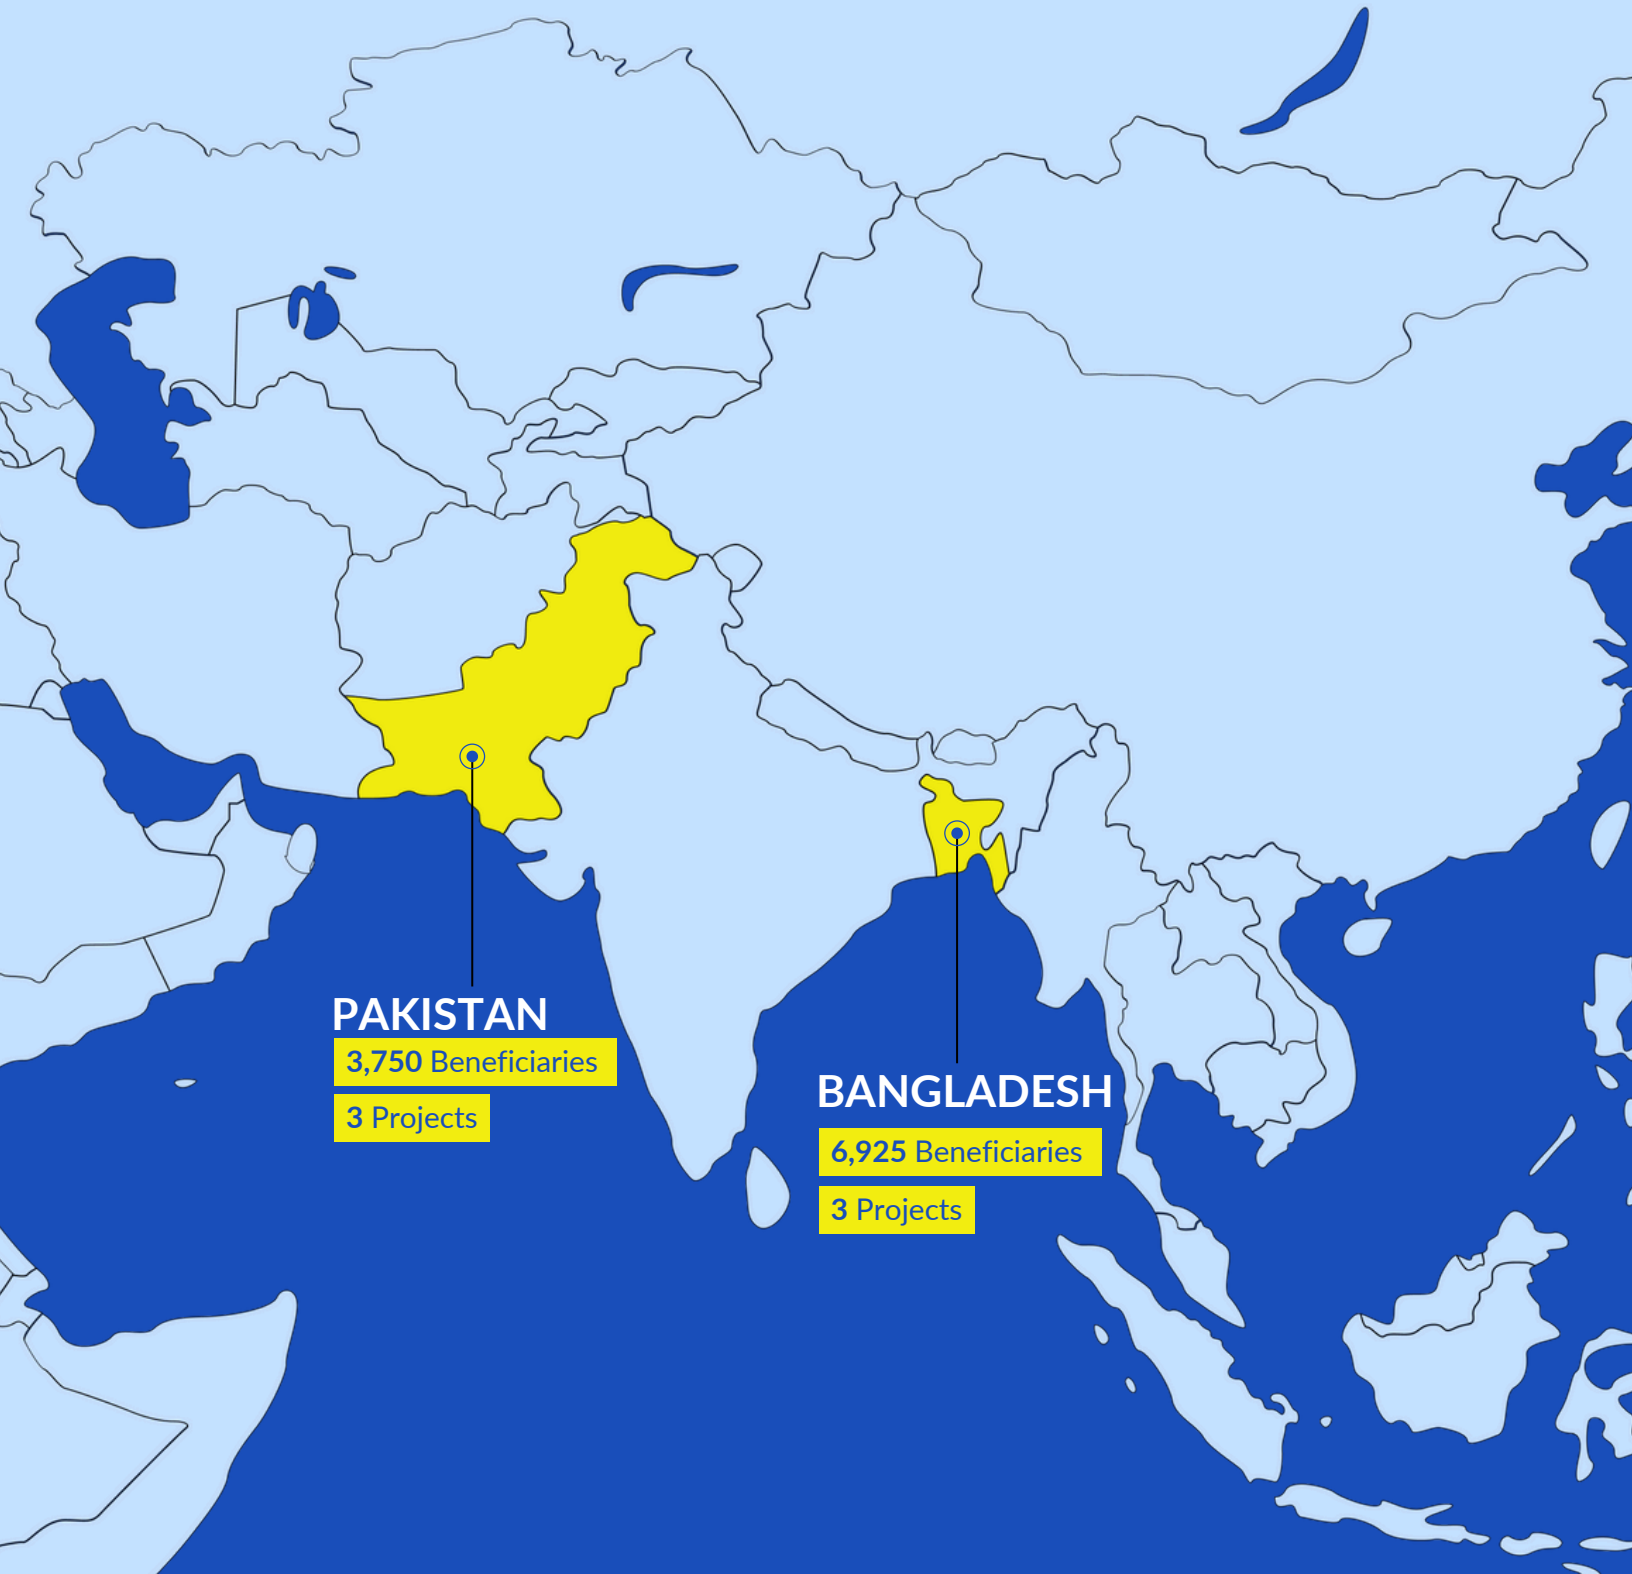 PAKISTAN
3,750 Beneficiaries
3 Projects
BANGLADESH
6,925 Beneficiaries
3 Projects